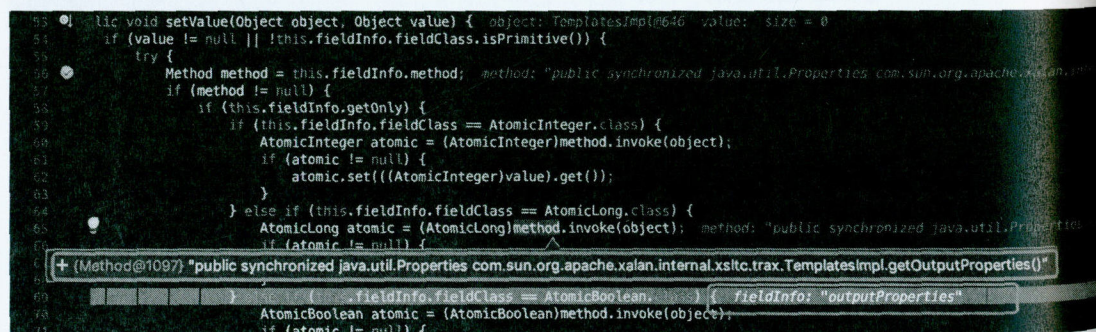 53 lic void setValue(Object object, Object value) { object: TemplatesImpl@646 value: size = 0
54 if (value != null || !this.fieldInfo.fieldClass.isPrimitive()) {
55 try {
56 Method method = this.fieldInfo.method; method: "public synchronized java.util.Properties com.sun.org.apache.xalan.in
57 if (method != null) {
58 if (this.fieldInfo.getOnly) {
59 if (this.fieldInfo.fieldClass == AtomicInteger.class) {
60 AtomicInteger atomic = (AtomicInteger)method.invoke(object);
61 if (atomic != null) {
62 atomic.set(((AtomicInteger)value).get());
63 }
64 } else if (this.fieldInfo.fieldClass == AtomicLong.class) {
65 AtomicLong atomic = (AtomicLong)method.invoke(object); method: "public synchronized java.util.Properties
if (atomic != null) {
+ {Method@1097} "public synchronized java.util.Properties com.sun.org.apache.xalan.internal.xsltc.trax.TemplatesImpl.getOutputProperties()"
}
69 } ( .fieldInfo.fieldClass == AtomicBoolean. ) { fieldInfo: "outputProperties"
70 AtomicBoolean atomic = (AtomicBoolean)method.invoke(object);
if (atomic != null) {